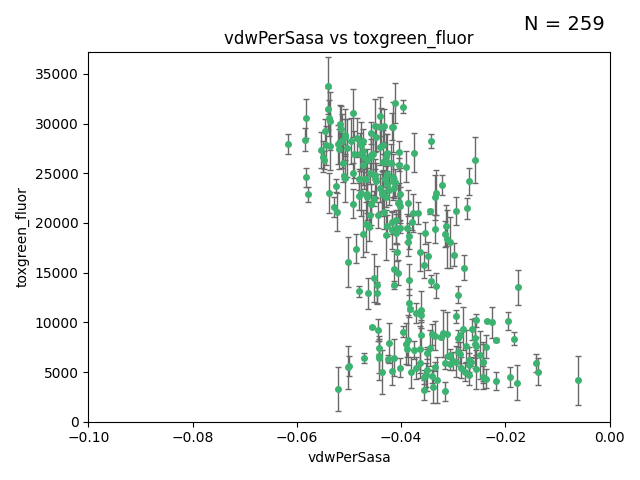 N = 259
vdwPerSasa vs toxgreen_fluor
35000
30000
25000
20000
15000
10000
5000
0
toxgreen_fluor
−0.10 −0.08 −0.06 −0.04 −0.02 0.00
vdwPerSasa